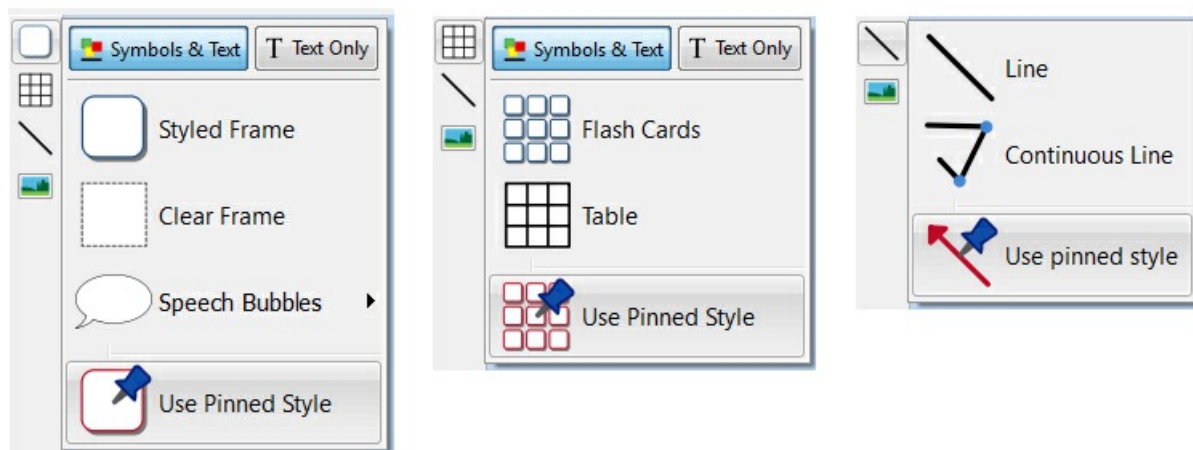 Symbols & Text
T Text Only
Styled Frame
Clear Frame
Speech Bubbles
Use Pinned Style
Symbols & Text
T Text Only
Flash Cards
Table
Use Pinned Style
Line
Continuous Line
Use pinned style